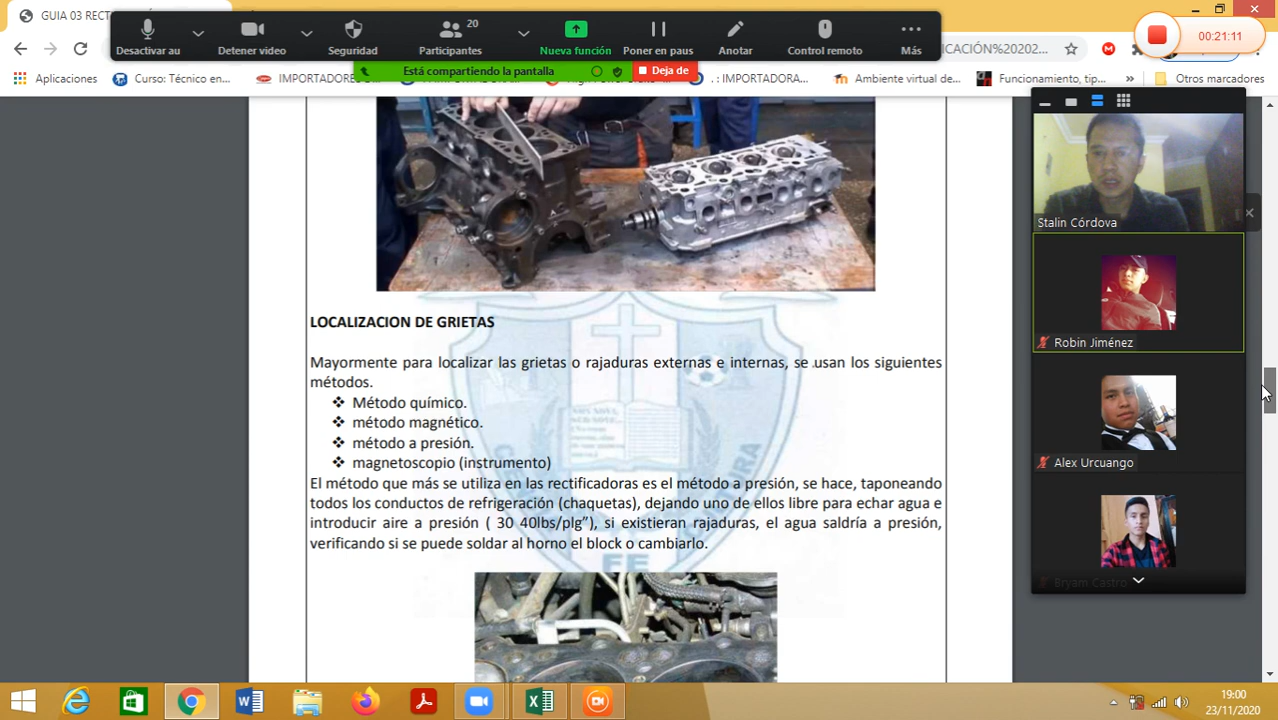 GUIA 03 RECT
Desactivar au
Detener video
Seguridad
20
Participantes
Nueva función
Poner en paus
Anotar
Control remoto
Más
00:21:11
ICACIÓN%20202...
Está compartiendo la pantalla
Deja de
Aplicaciones
Curso: Técnico en...
IMPORTADORES
: IMPORTADORA...
Ambiente virtual de...
Funcionamiento, tip...
»
Otros marcadores
LOCALIZACION DE GRIETAS
Mayormente para localizar las grietas o rajaduras externas e internas, se usan los siguientes
métodos.
❖ Método químico.
❖ método magnético.
❖ método a presión.
❖ magnetoscopio (instrumento)
El método que más se utiliza en las rectificadoras es el método a presión, se hace, taponeando
todos los conductos de refrigeración (chaquetas), dejando uno de ellos libre para echar agua e
introducir aire a presión ( 30 40lbs/plg”), si existieran rajaduras, el agua saldría a presión,
verificando si se puede soldar al horno el block o cambiarlo.
FE
Stalin Córdova
Robin Jiménez
Alex Urcuango
Bryam Castro
19:00
23/11/2020